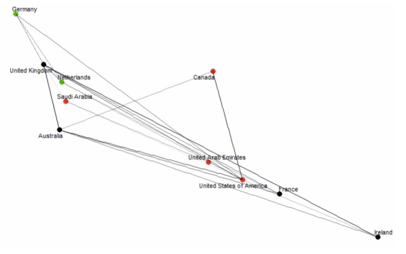 Germany
United Kingdom
Netherlands
Canada
Saudi Arabia
Australia
United Arab Emirates
United States of America
France
Ireland